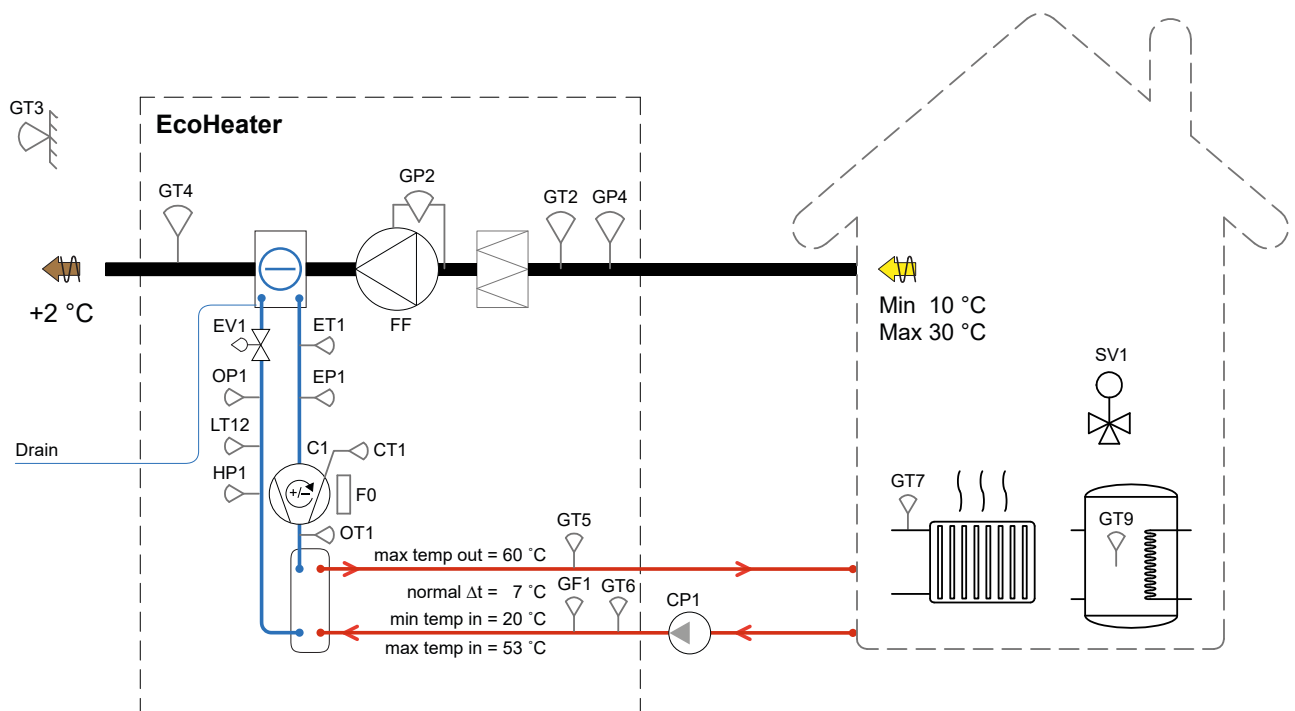 GT3
EcoHeater
GT4
GP2
GT2
GP4
+2 °C
FF
Min 10 °C
Max 30 °C
EV1
ET1
SV1
OP1
EP1
LT12
Drain
C1
CT1
HP1
F0
GT7
GT9
OT1
+/−
max temp out = 60 °C
GT5
normal Δt = 7 °C
GF1
GT6
CP1
min temp in = 20 °C
max temp in = 53 °C